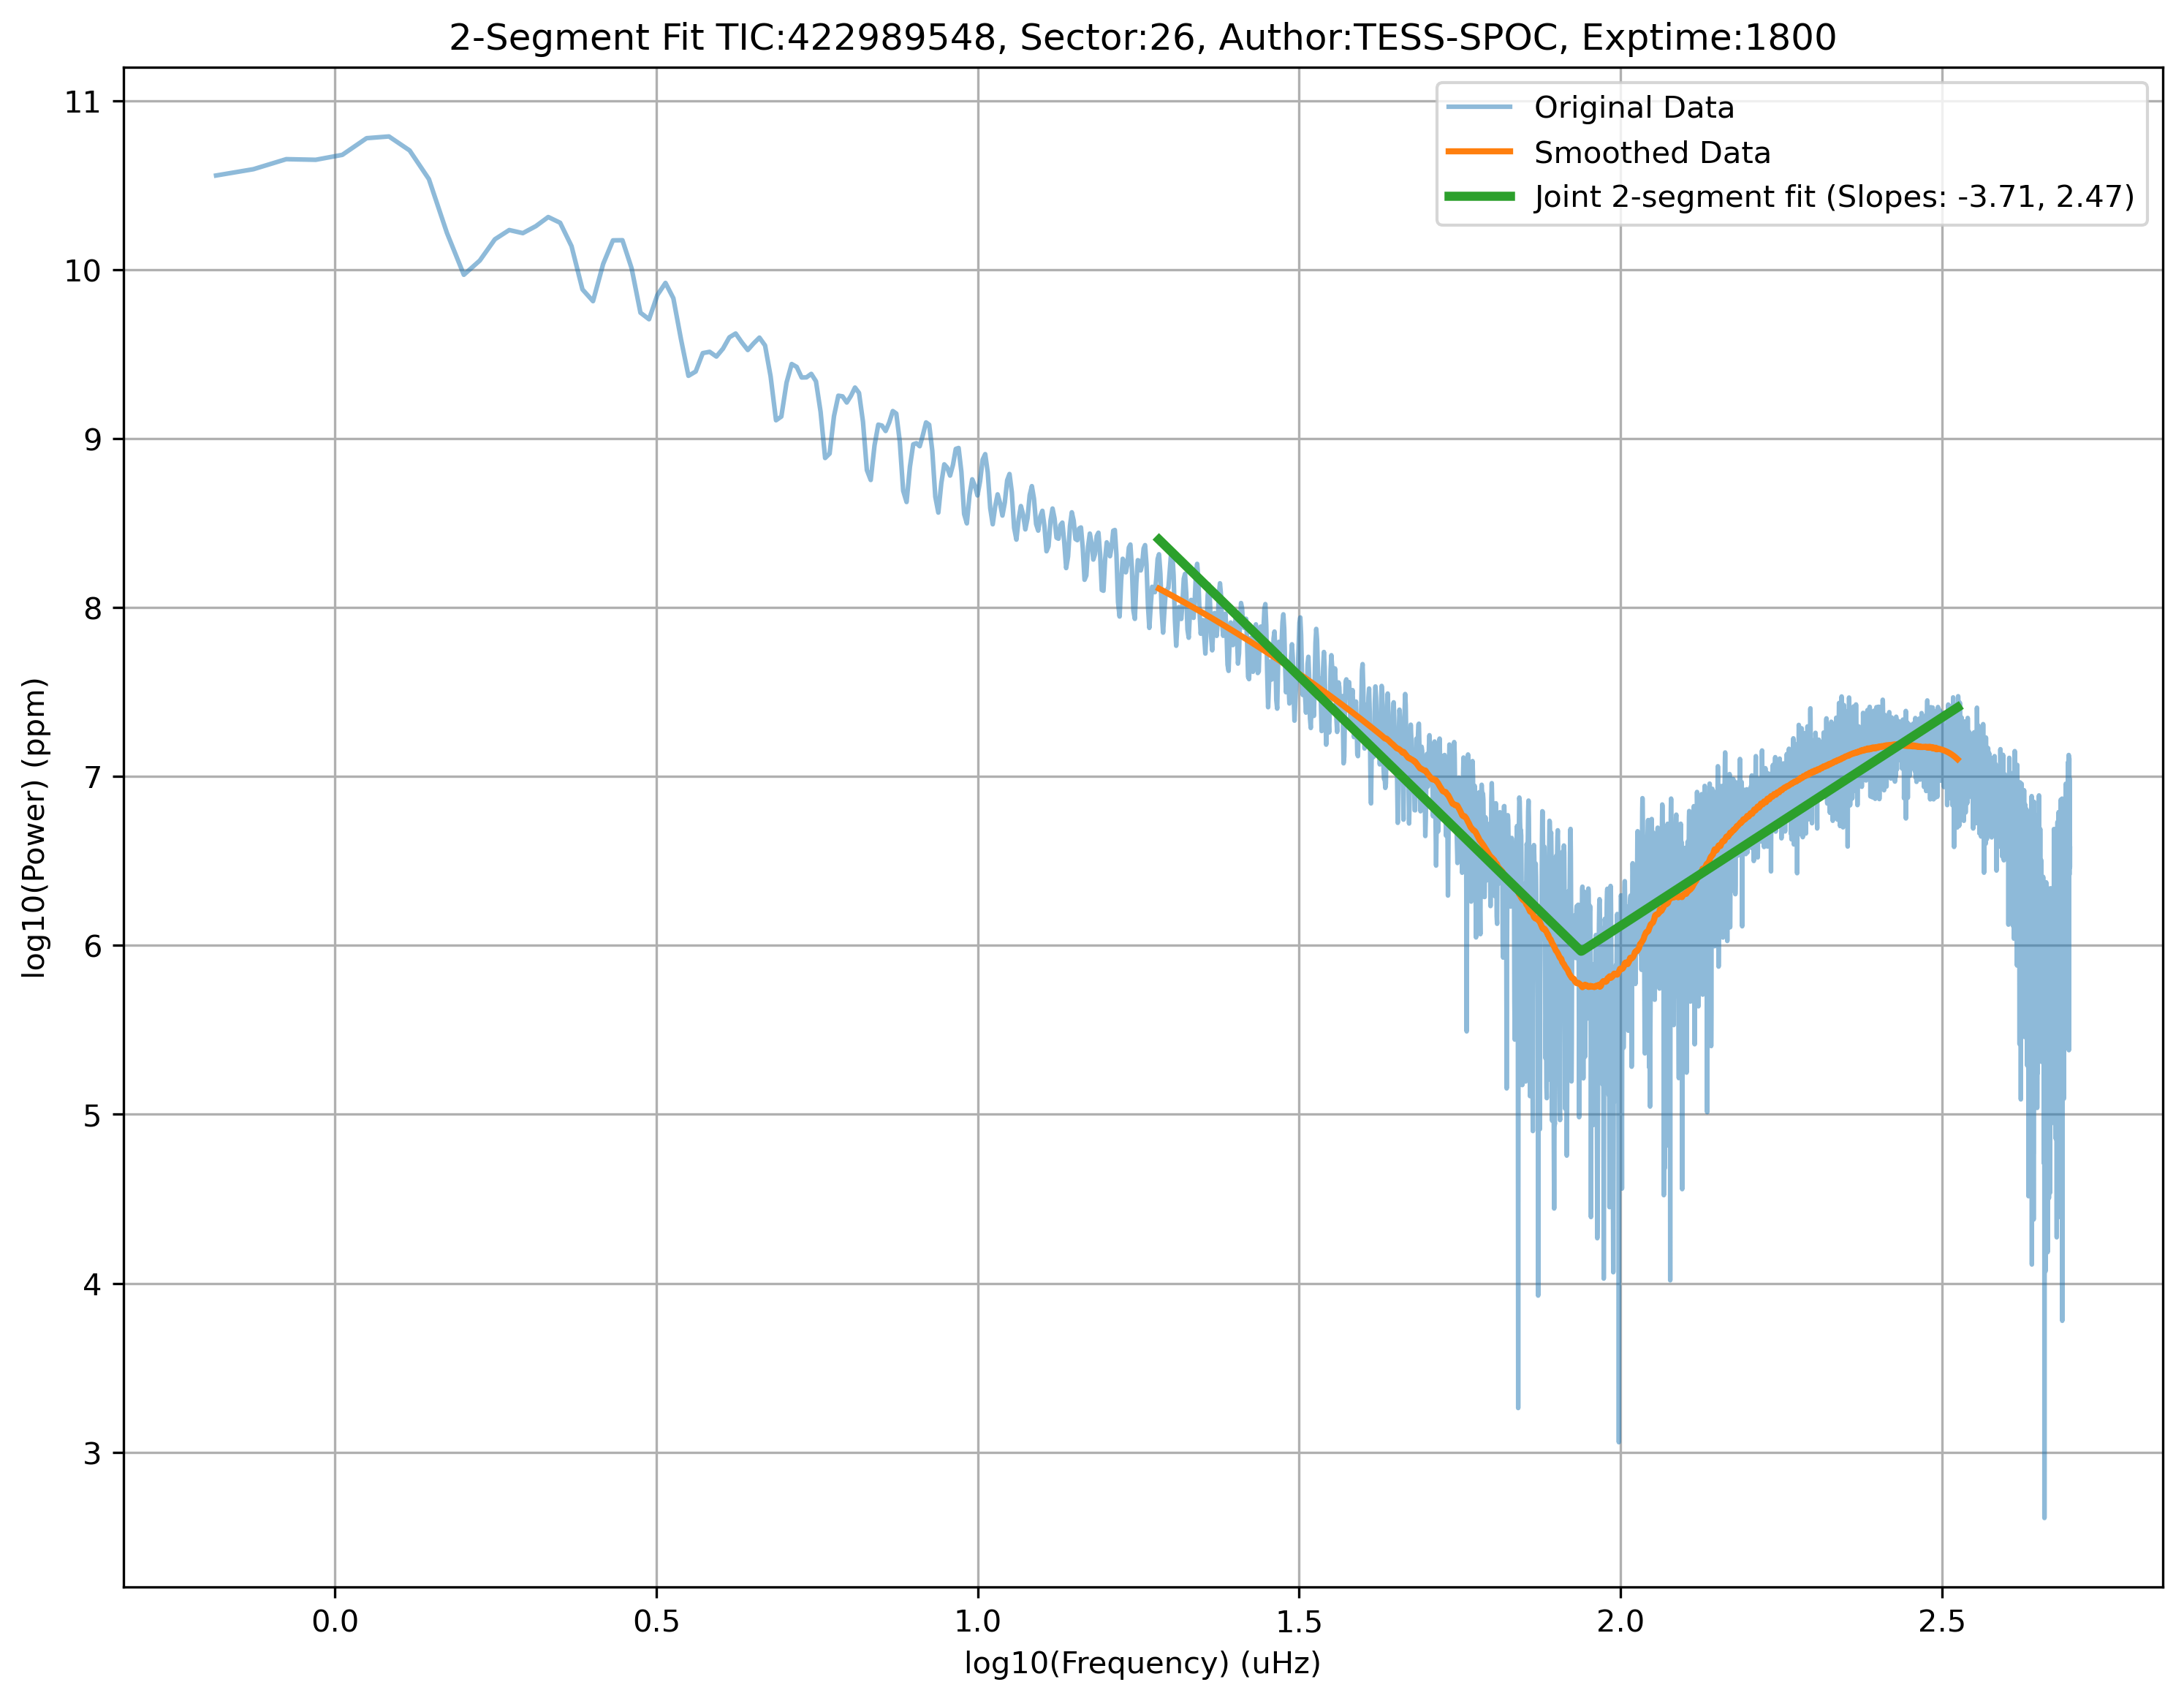 2-Segment Fit TIC:422989548, Sector:26, Author:TESS-SPOC, Exptime:1800
Original Data
Smoothed Data
Joint 2-segment fit (Slopes: -3.71, 2.47)
log10(Power) (ppm)
11
10
9
8
7
6
5
4
3
0.0 0.5 1.0 1.5 2.0 2.5
log10(Frequency) (uHz)